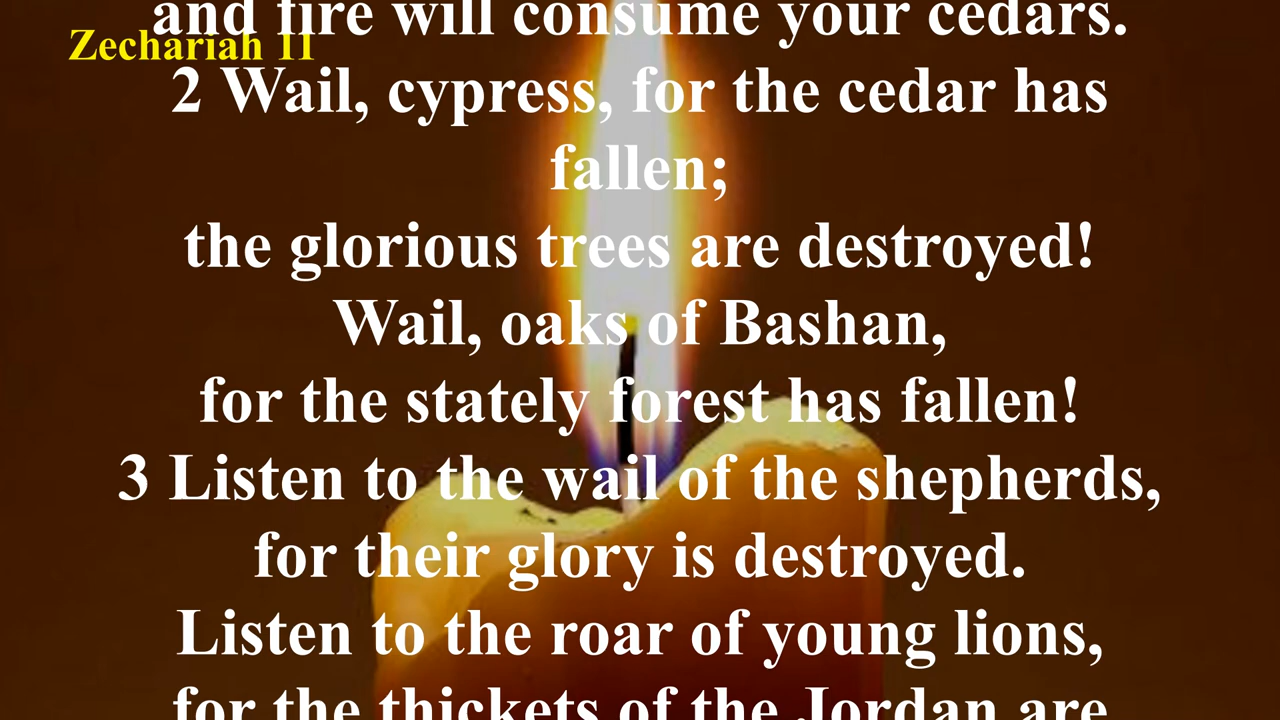 and fire will consume your cedars.
Zechariah 11
2 Wail, cypress, for the cedar has
fallen;
the glorious trees are destroyed!
Wail, oaks of Bashan,
for the stately forest has fallen!
3 Listen to the wail of the shepherds,
for their glory is destroyed.
Listen to the roar of young lions,
for the thickets of the Jordan are